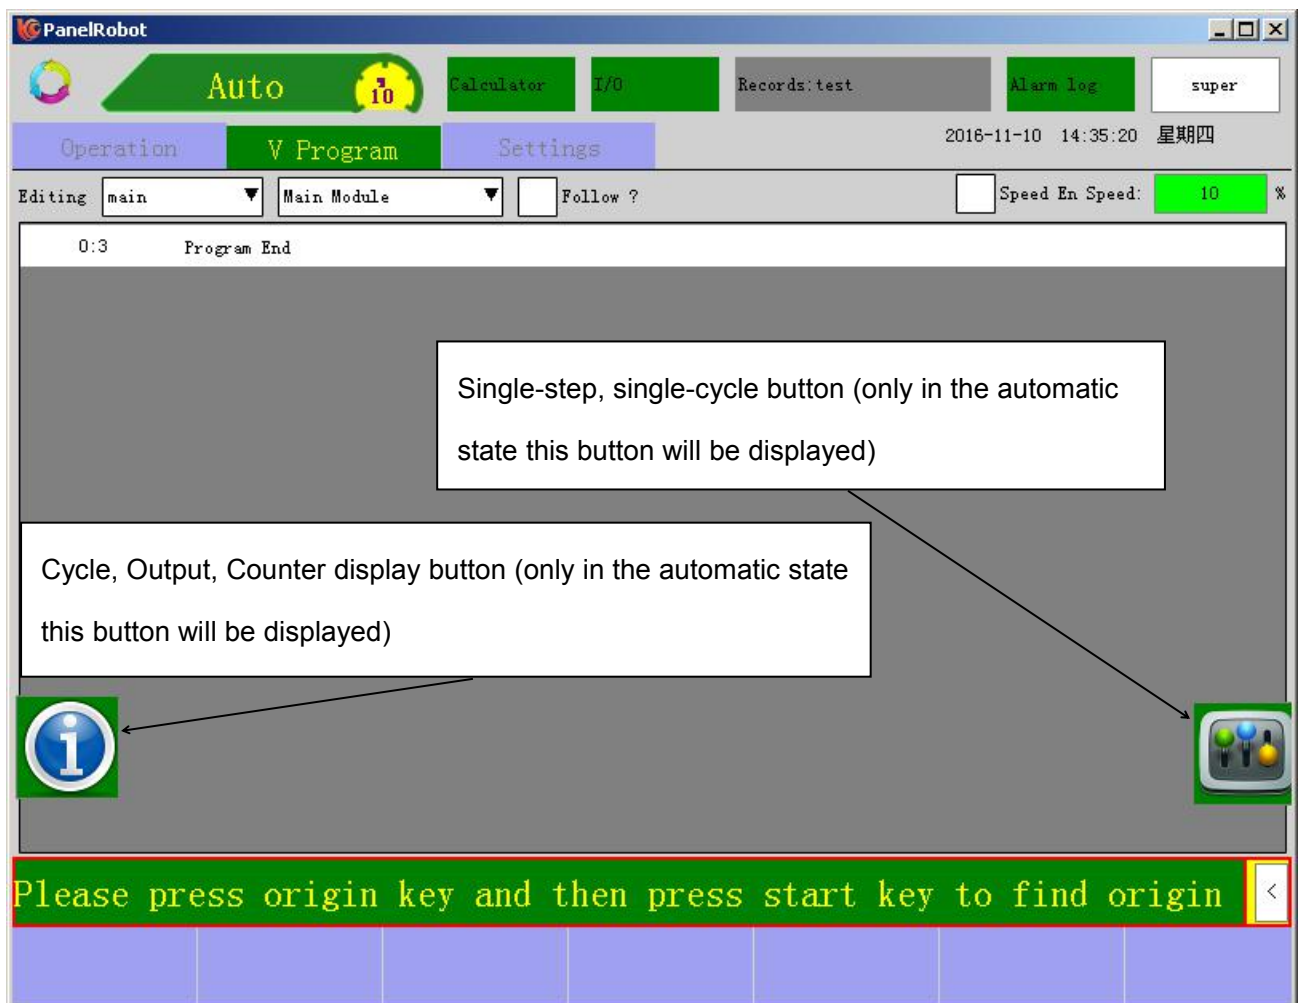 PanelRobot
Auto 10 Calculator I/O Records:test Alarm log super
Operation V Program Settings 2016-11-10 14:35:20 星期四
Editing main Main Module Follow ? Speed En Speed: 10 %
0:3 Program End
Single-step, single-cycle button (only in the automatic
state this button will be displayed)
Cycle, Output, Counter display button (only in the automatic state
this button will be displayed)
Please press origin key and then press start key to find origin <